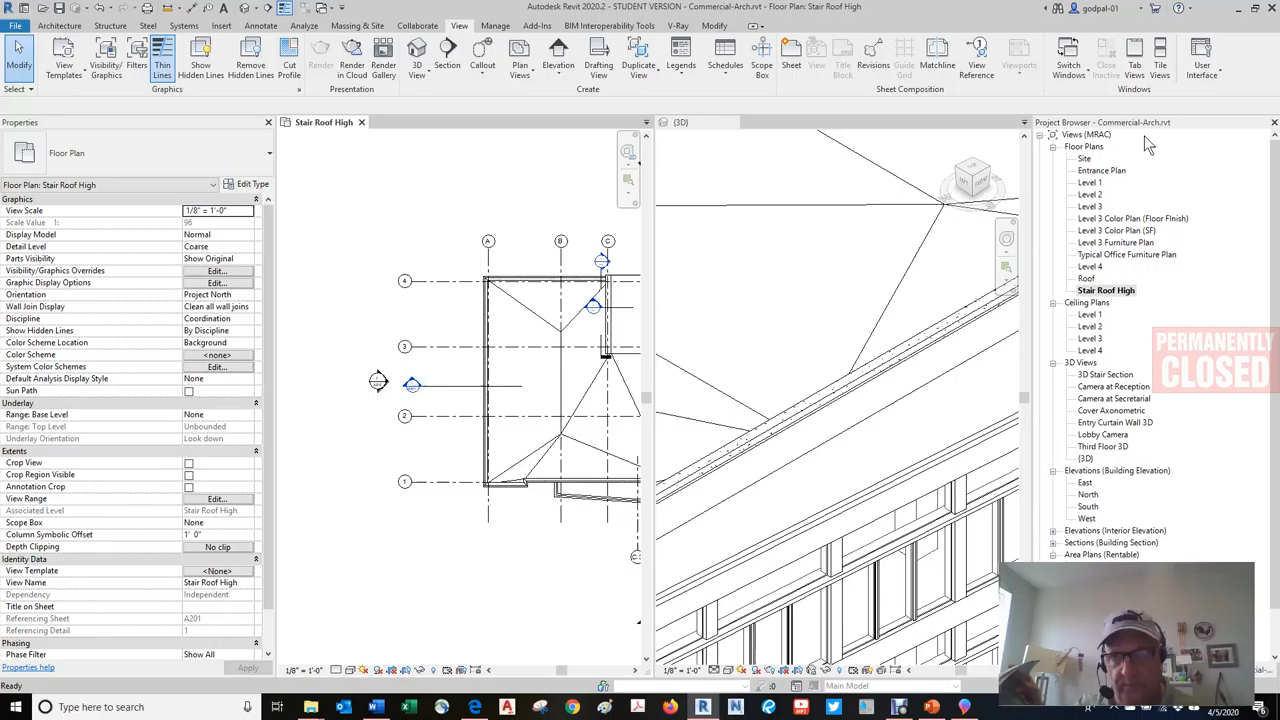 Autodesk Revit 2020.2 - STUDENT VERSION - Commercial-Arch.rvt - Floor Plan: Stair Roof High
godpal-01
File Architecture Structure Steel Systems Insert Annotate Analyze Massing & Site Collaborate View Manage Add-Ins BIM Interoperability Tools V-Ray Modify
Modify
View Templates
Visibility/ Graphics
Filters
Thin Lines
Show Hidden Lines
Remove Hidden Lines
Cut Profile
Render
Render in Cloud
Render Gallery
3D View
Section
Callout
Plan Views
Elevation
Drafting View
Duplicate View
Legends
Schedules
Scope Box
Sheet
View
Title Block
Revisions
Guide Grid
Matchline
View Reference
Viewports
Switch Windows
Close Inactive
Tab Views
Tile Views
User Interface
Select Graphics Presentation Create Sheet Composition Windows
Properties
Floor Plan
Floor Plan: Stair Roof High Edit Type
Graphics
View Scale 1/8" = 1'-0"
Scale Value 1: 96
Display Model Normal
Detail Level Coarse
Parts Visibility Show Original
Visibility/Graphics Overrides Edit...
Graphic Display Options Edit...
Orientation Project North
Wall Join Display Clean all wall joins
Discipline Coordination
Show Hidden Lines By Discipline
Color Scheme Location Background
Color Scheme <none>
System Color Schemes Edit...
Default Analysis Display Style None
Sun Path
Underlay
Range: Base Level None
Range: Top Level Unbounded
Underlay Orientation Look down
Extents
Crop View
Crop Region Visible
Annotation Crop
View Range Edit...
Associated Level Stair Roof High
Scope Box None
Column Symbolic Offset 1' 0"
Depth Clipping No clip
Identity Data
View Template <None>
View Name Stair Roof High
Dependency Independent
Title on Sheet
Referencing Sheet A201
Referencing Detail 1
Phasing
Phase Filter Show All
Properties help Apply
Stair Roof High
A B C
4
3
2
1
1/8" = 1'-0"
{3D}
LEFT FRONT
1/8" = 1'-0"
Project Browser - Commercial-Arch.rvt
Views (MRAC)
Floor Plans
Site
Entrance Plan
Level 1
Level 2
Level 3
Level 3 Color Plan (Floor Finish)
Level 3 Color Plan (SF)
Level 3 Furniture Plan
Typical Office Furniture Plan
Level 4
Roof
Stair Roof High
Ceiling Plans
Level 1
Level 2
Level 3
Level 4
3D Views
3D Stair Section
Camera at Reception
Camera at Secretarial
Cover Axonometric
Entry Curtain Wall 3D
Lobby Camera
Third Floor 3D
{3D}
Elevations (Building Elevation)
East
North
South
West
Elevations (Interior Elevation)
Sections (Building Section)
Area Plans (Rentable)
PERMANENTLY
CLOSED
Ready
:0
Main Model
Type here to search
4/5/2020